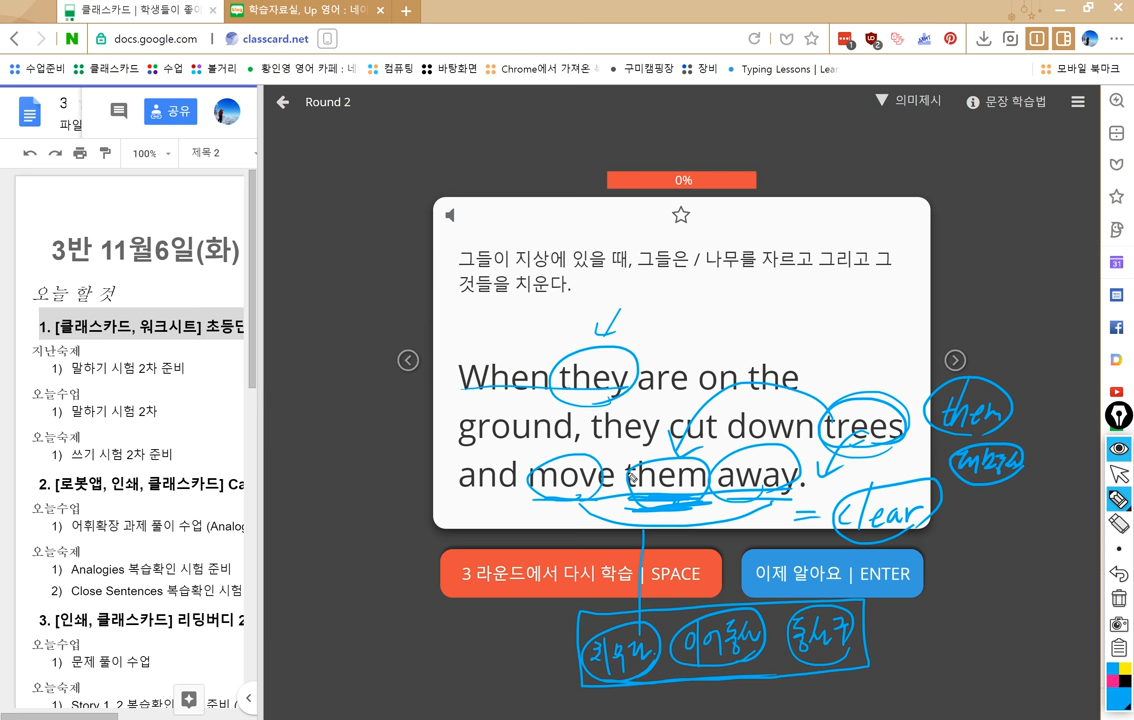 클래스카드 | 학생들이 좋아
학습자료실, Up 영어 : 네이
docs.google.com
classcard.net
수업준비
클래스카드
수업
볼거리
황인영 영어 카페 : 네
컴퓨팅
바탕화면
Chrome에서 가져온
구미캠핑장
장비
Typing Lessons | Lear
모바일 북마크
3
파일
공유
100%
제목 2
3반 11월6일(화)
오늘 할 것
1. [클래스카드, 워크시트] 초등단
지난숙제
1) 말하기 시험 2차 준비
오늘수업
1) 말하기 시험 2차
오늘숙제
1) 쓰기 시험 2차 준비
2. [로봇앱, 인쇄, 클래스카드] Ca
오늘수업
1) 어휘확장 과제 풀이 수업 (Analog
오늘숙제
1) Analogies 복습확인 시험 준비
2) Close Sentences 복습확인 시험
3. [인쇄, 클래스카드] 리딩버디 2
오늘수업
1) 문제 풀이 수업
오늘숙제
1) Story 1, 2 복습확인
준비 (
Round 2
의미제시
문장 학습법
0%
그들이 지상에 있을 때, 그들은 / 나무를 자르고 그리고 그
것들을 치운다.
When they are on the
ground, they cut down trees
and move them away.
them
= clear
3 라운드에서 다시 학습 | SPACE
이제 알아요 | ENTER
이어동사
동사구